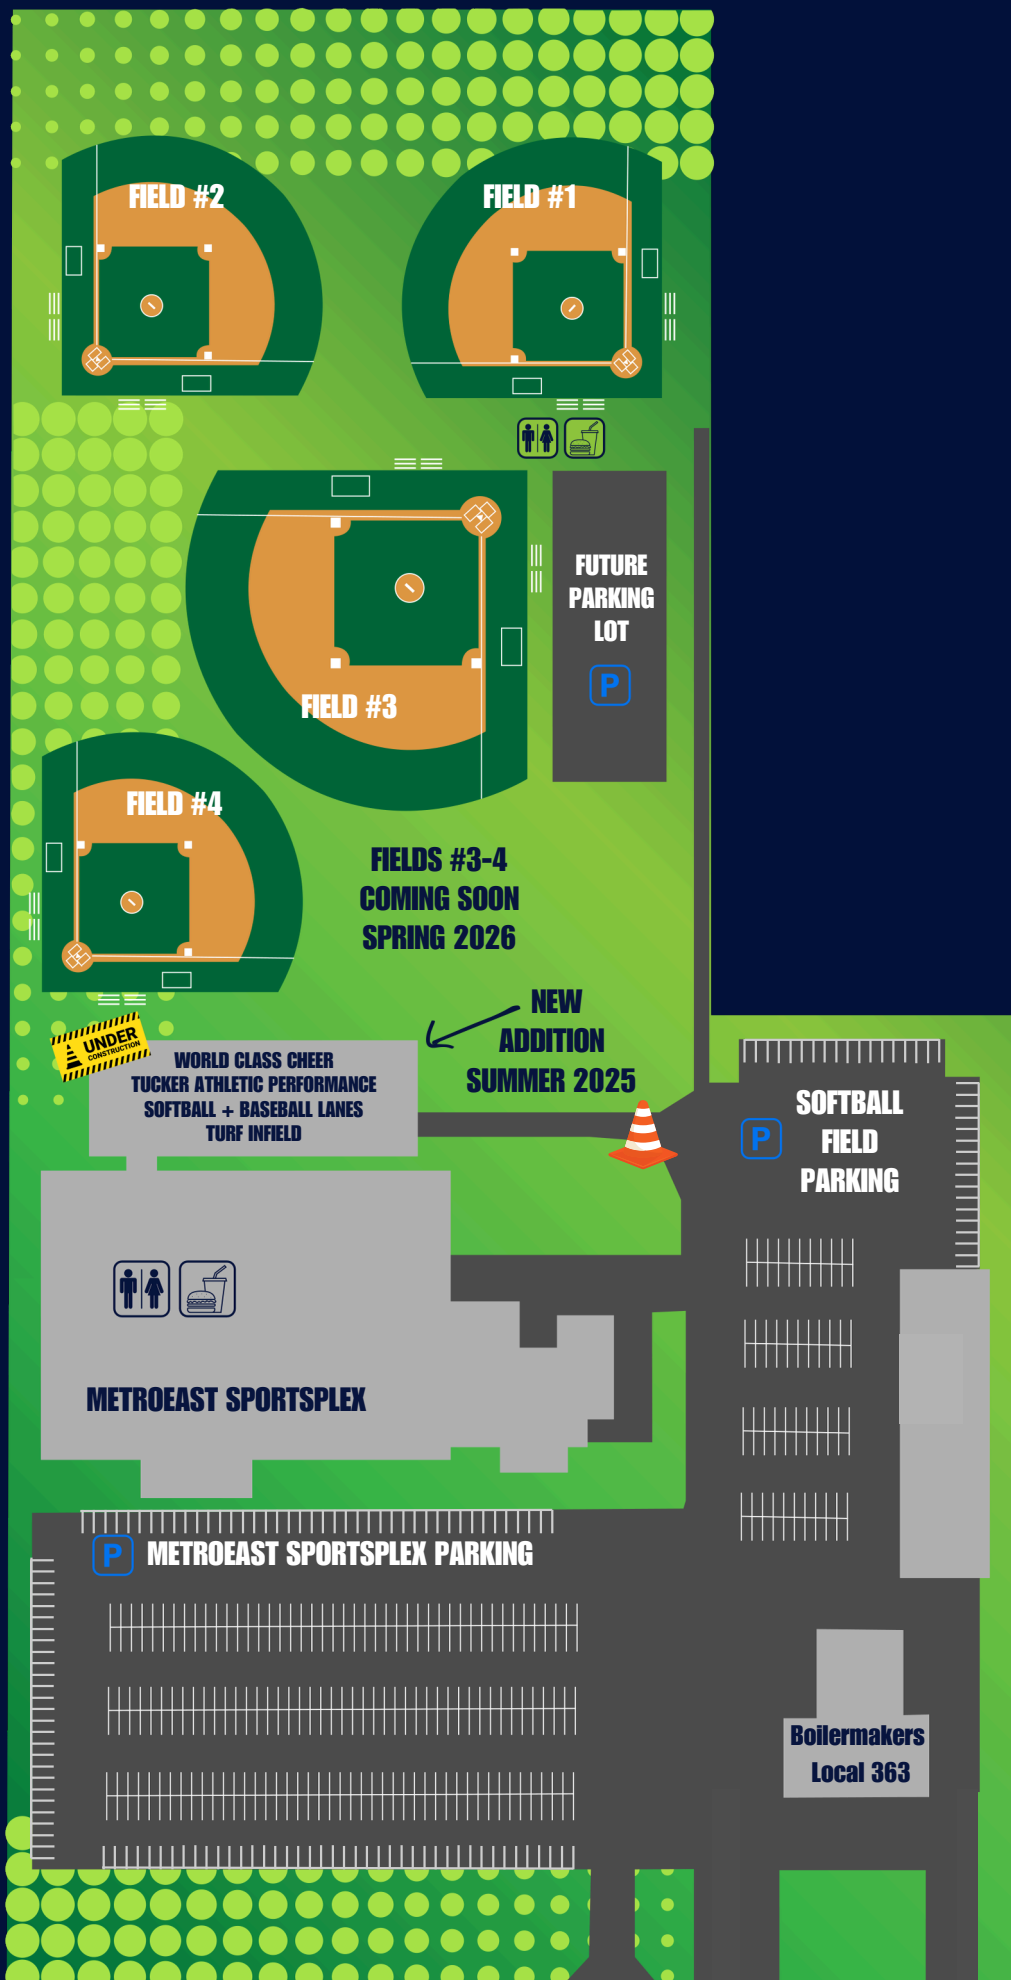 FIELD #2
FIELD #1
FUTURE
PARKING
LOT
P
FIELD #3
FIELD #4
FIELDS #3-4
COMING SOON
SPRING 2026
NEW
ADDITION
SUMMER 2025
UNDER
CONSTRUCTION
WORLD CLASS CHEER
TUCKER ATHLETIC PERFORMANCE
SOFTBALL + BASEBALL LANES
TURF INFIELD
P
SOFTBALL
FIELD
PARKING
METROEAST SPORTSPLEX
P
METROEAST SPORTSPLEX PARKING
Boilermakers
Local 363